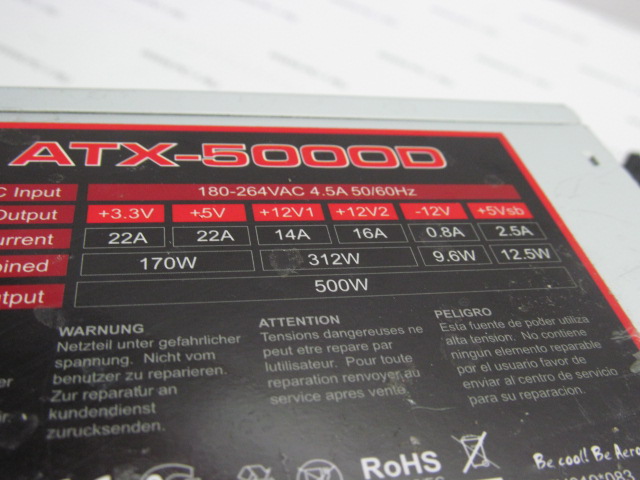 ATX-5000D
C Input 180-264VAC 4.5A 50/60Hz
Output +3.3V +5V +12V1 +12V2 -12V +5Vsb
urrent 22A 22A 14A 16A 0.8A 2.5A
bined 170W 312W 9.6W 12.5W
utput 500W
WARNUNG
Netzteil unter gefahrlicher
spannung. Nicht vom
benutzer zu reparieren.
Zur reparatur an
kundendienst
zurucksenden.
ATTENTION
Tensions dangereuses ne
peut etre repare par
lutilisateur. Pour toute
reparation renvoyer au
service apres vente.
PELIGRO
Esta fuente de potler utiliza
alta tension. No contiene
ningún elemento reparable
por el usuario favor de
enviar al centro de servicio
para su reparacion.
RoHS
Be cool! Be Aero